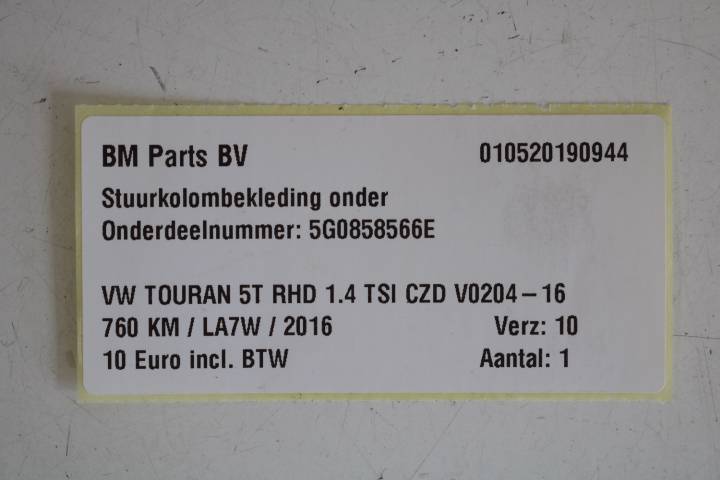 BM Parts BV 010520190944
Stuurkolombekleding onder
Onderdeelnummer: 5G0858566E
VW TOURAN 5T RHD 1.4 TSI CZD V0204-16
760 KM / LA7W / 2016 Verz: 10
10 Euro incl. BTW Aantal: 1